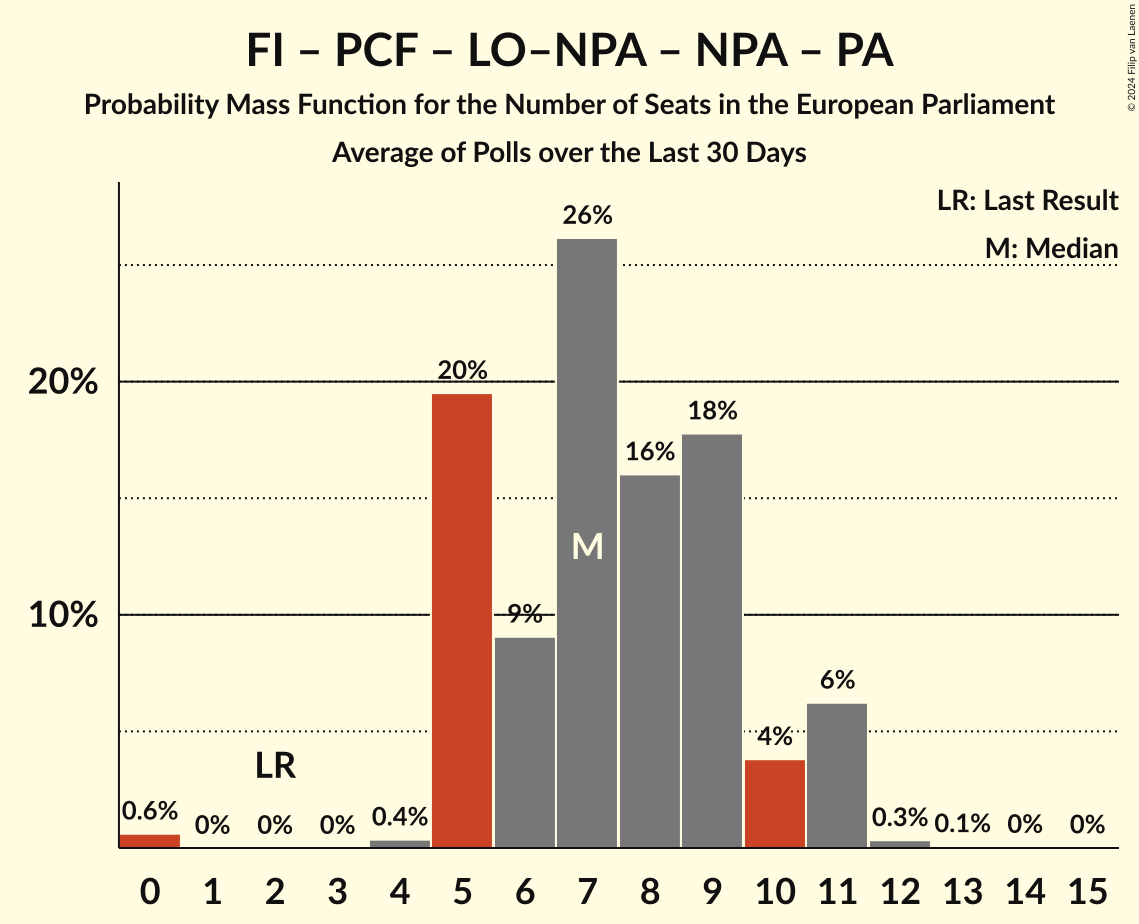 FI – PCF – LO–NPA – NPA – PA
Probability Mass Function for the Number of Seats in the European Parliament
Average of Polls over the Last 30 Days
© 2024 Filip van Laenen
LR: Last Result
M: Median
20%
10%
0.6%
0%
0%
0%
0.4%
20%
9%
26%
16%
18%
4%
6%
0.3%
0.1%
0%
0%
LR
M
0 1 2 3 4 5 6 7 8 9 10 11 12 13 14 15